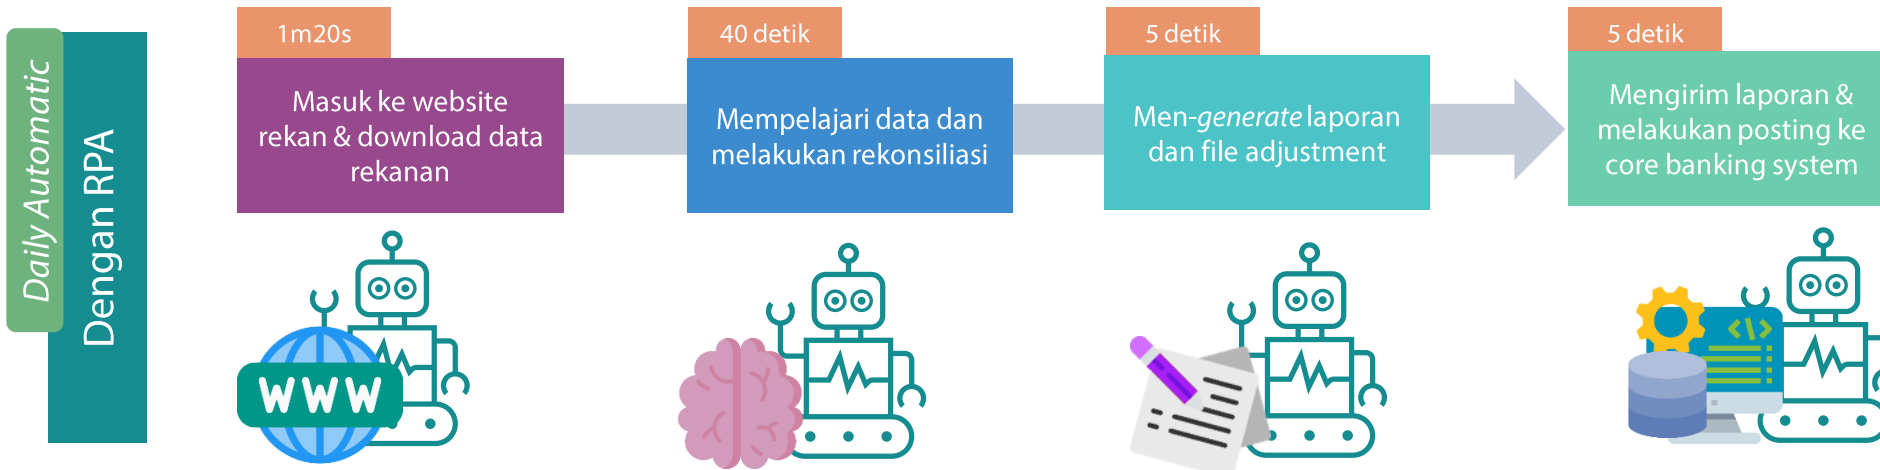 Daily Automatic
Dengan RPA
1m20s
Masuk ke website
rekan & download data
rekanan
40 detik
Mempelajari data dan
melakukan rekonsiliasi
5 detik
Men-generate laporan
dan file adjustment
5 detik
Mengirim laporan &
melakukan posting ke
core banking system
WWW